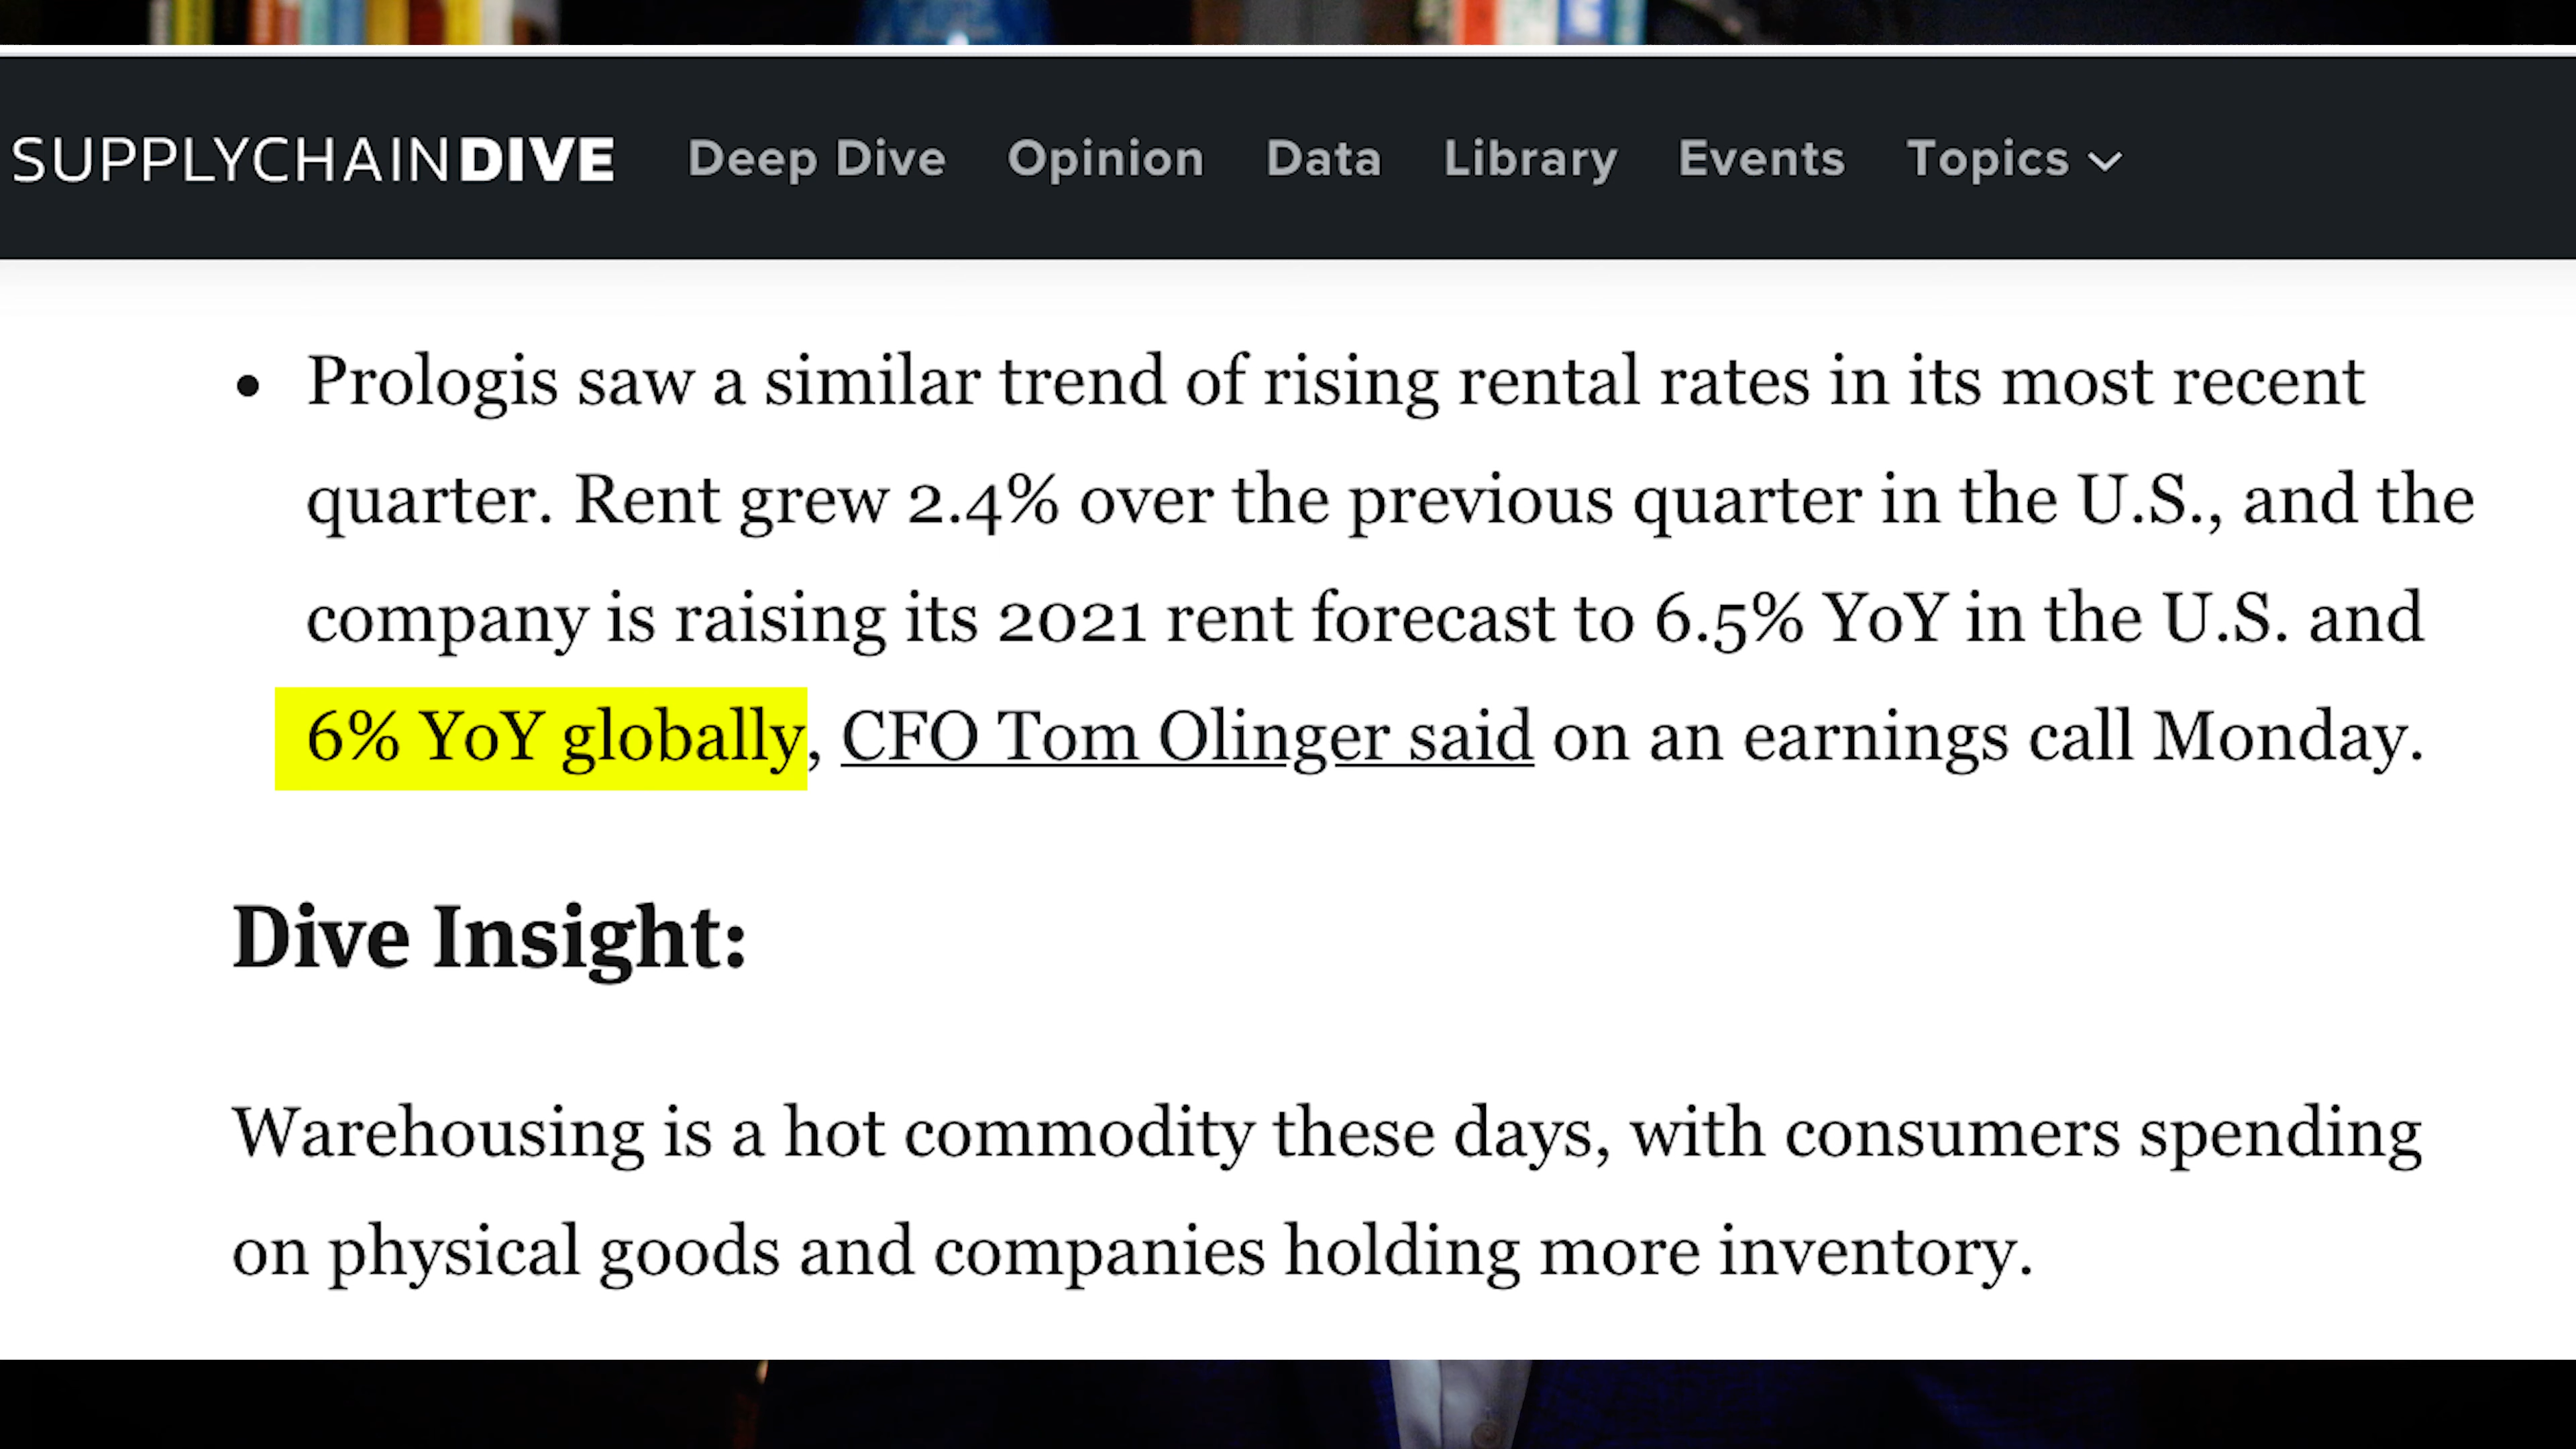 SUPPLYCHAINDIVE Deep Dive Opinion Data Library Events Topics
• Prologis saw a similar trend of rising rental rates in its most recent
quarter. Rent grew 2.4% over the previous quarter in the U.S., and the
company is raising its 2021 rent forecast to 6.5% YoY in the U.S. and
6% YoY globally, CFO Tom Olinger said on an earnings call Monday.
Dive Insight:
Warehousing is a hot commodity these days, with consumers spending
on physical goods and companies holding more inventory.